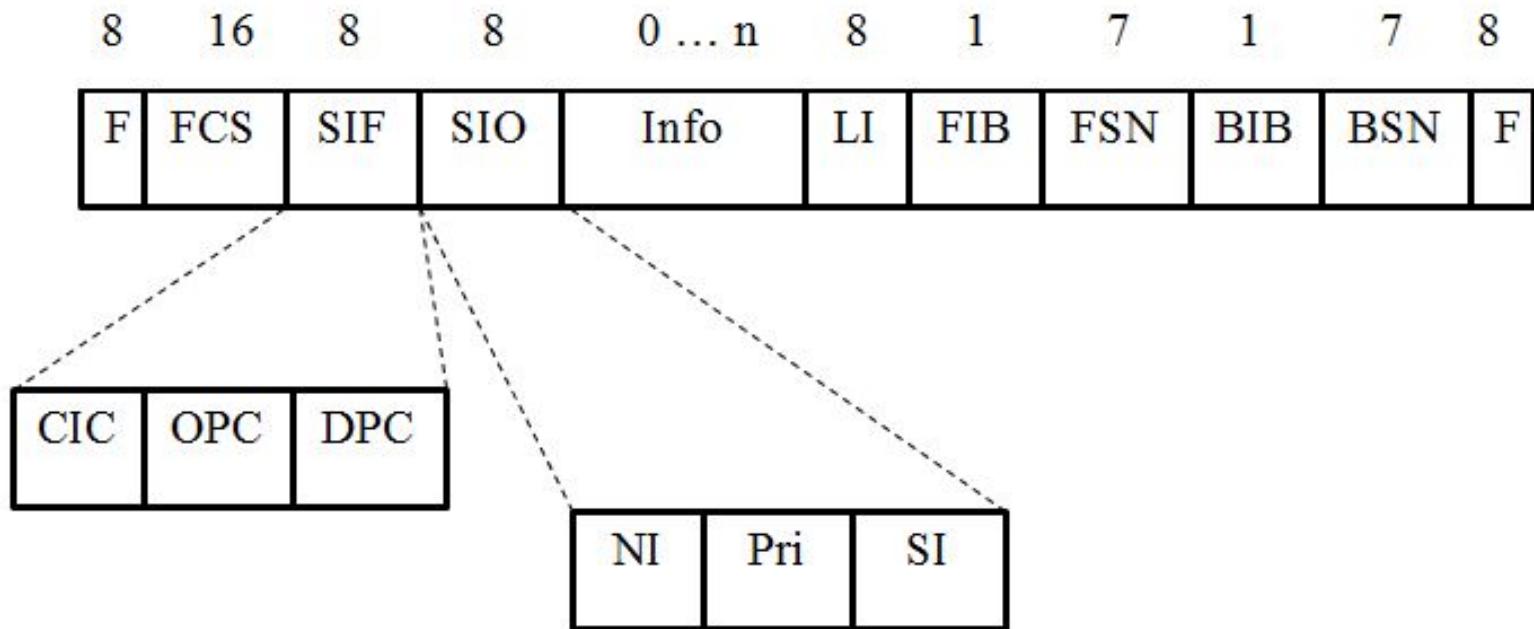 8 16 8 8 0 … n 8 1 7 1 7 8
F FCS SIF SIO Info LI FIB FSN BIB BSN F
CIC OPC DPC
NI Pri SI